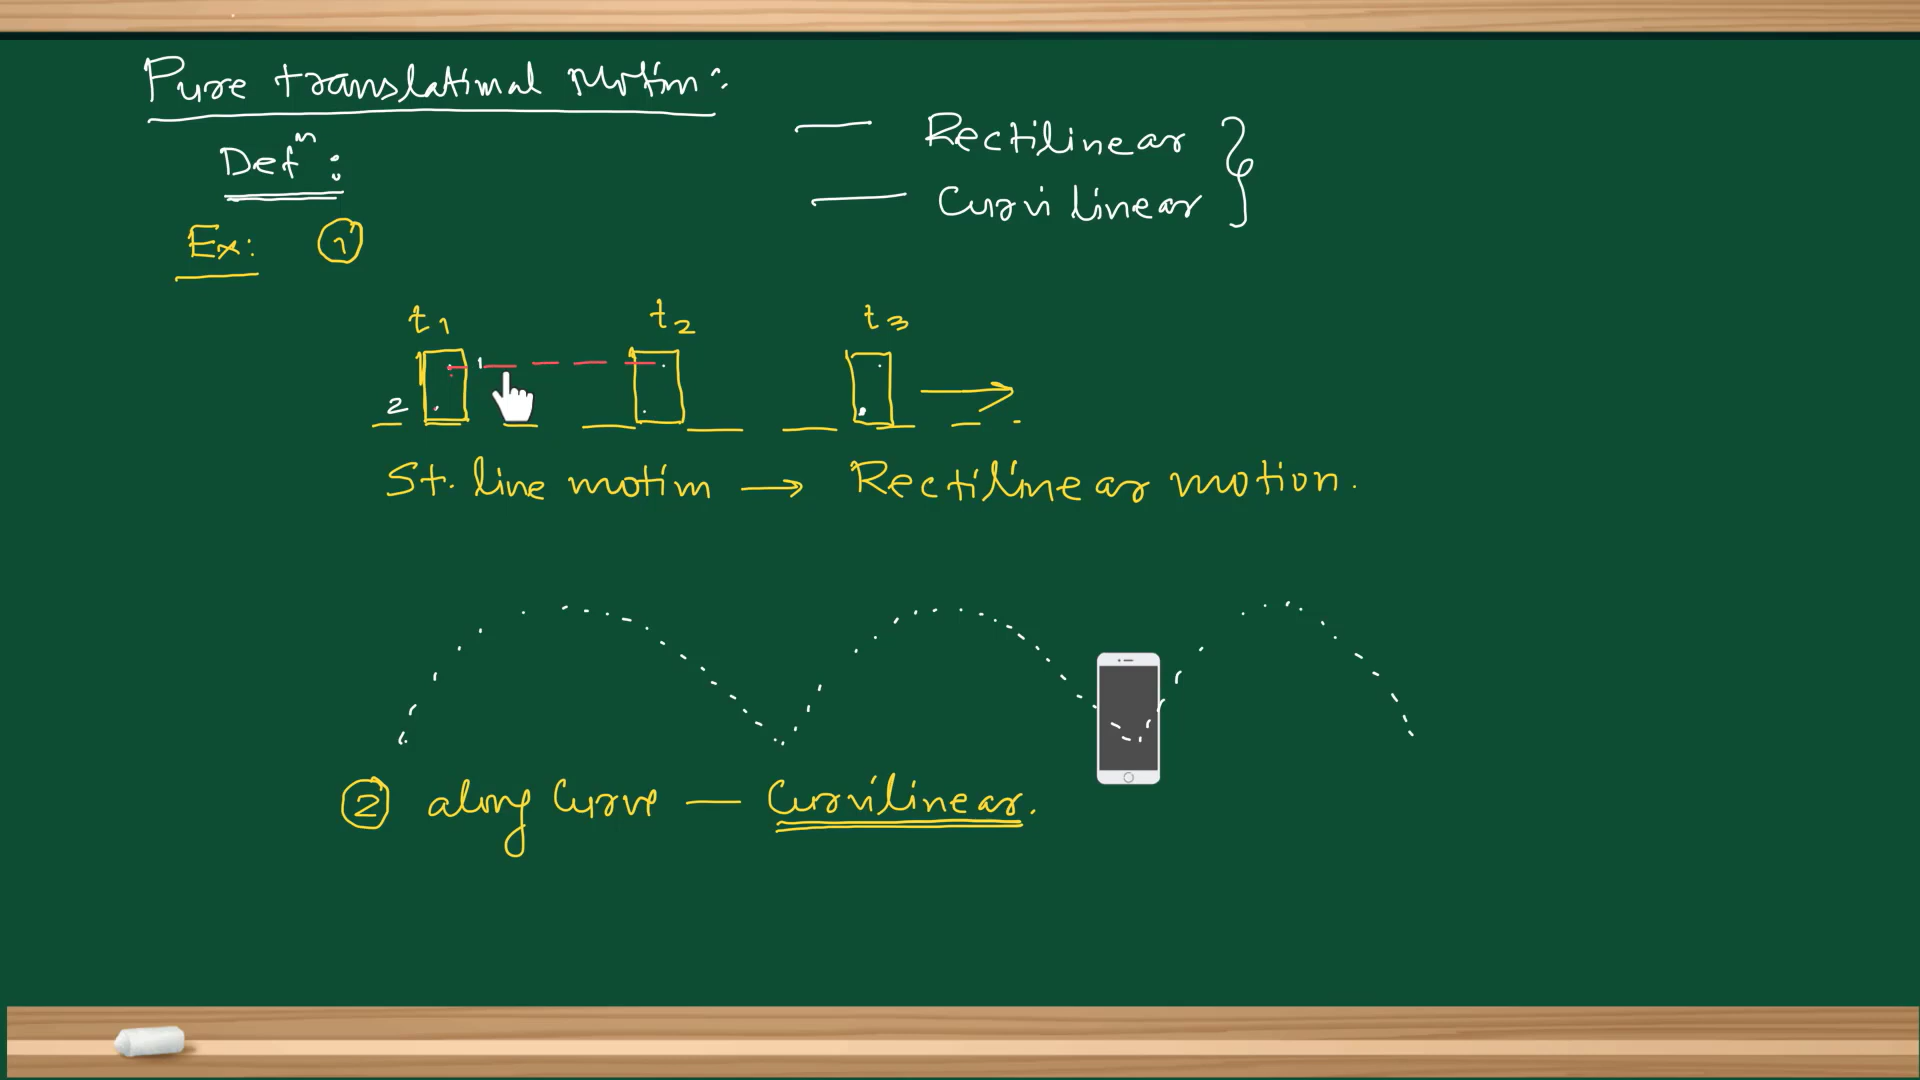 Pure translational motion:
Defⁿ:
— Rectilinear
— Curvilinear
Ex: ①
t1 t2 t3
1
2
St. line motion → Rectilinear motion.
② along Curve — Curvilinear.